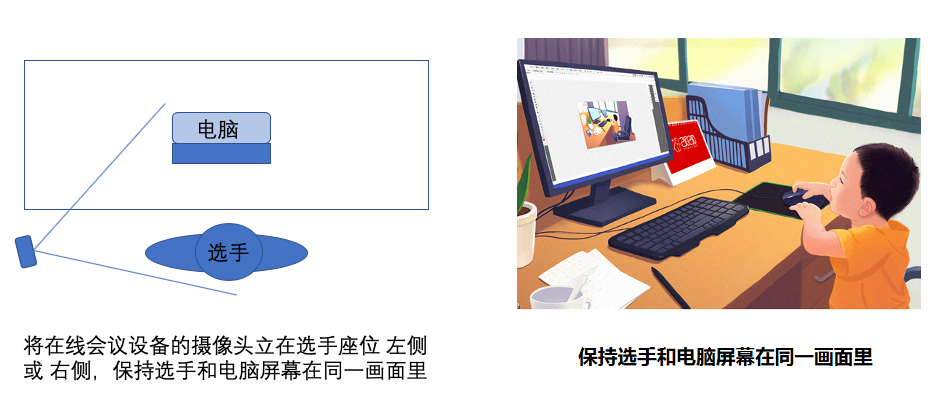 电脑
选手
将在线会议设备的摄像头立在选手座位 左侧
或 右侧，保持选手和电脑屏幕在同一画面里
保持选手和电脑屏幕在同一画面里